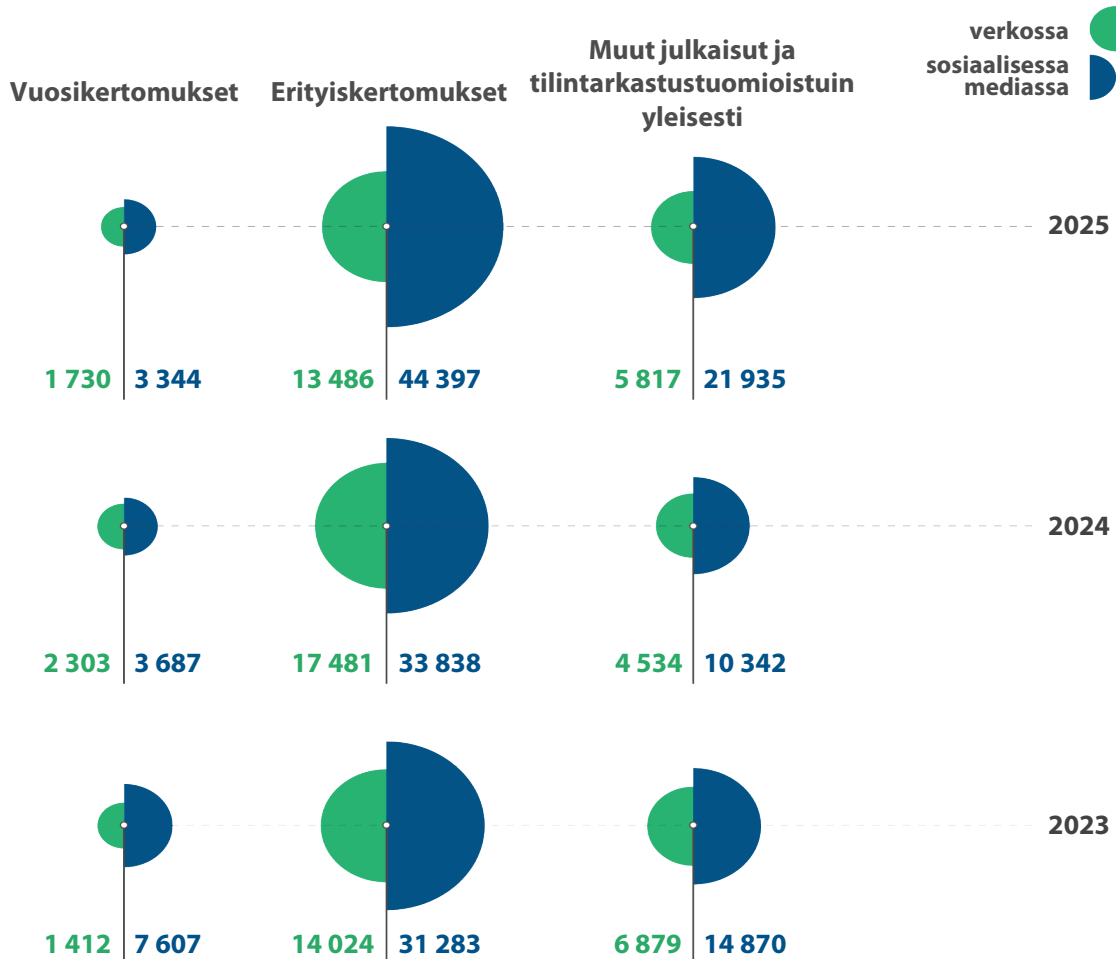 verkossa
sosiaalisessa
mediassa
Vuosikertomukset
Erityiskertomukset
Muut julkaisut ja
tilintarkastustuomioistuin
yleisesti
2025
1 730 3 344
13 486 44 397
5 817 21 935
2024
2 303 3 687
17 481 33 838
4 534 10 342
2023
1 412 7 607
14 024 31 283
6 879 14 870